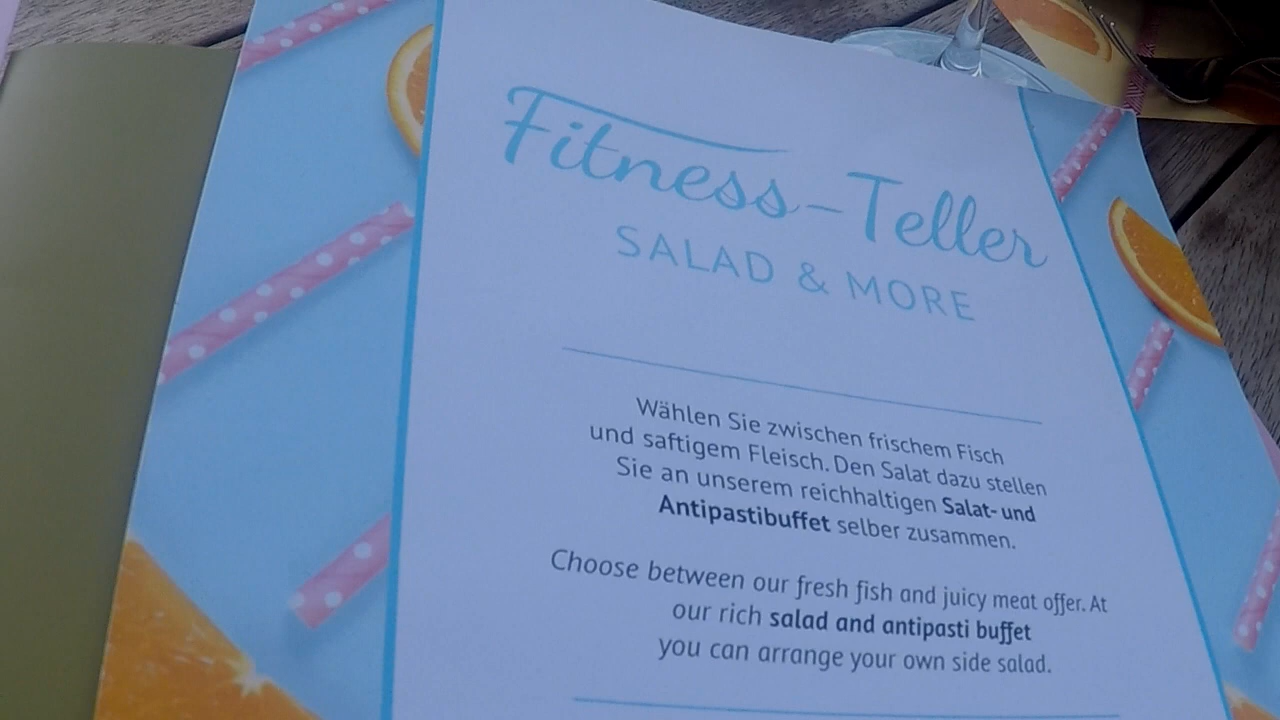 Fitness-Teller
SALAD & MORE
Wählen Sie zwischen frischem Fisch
und saftigem Fleisch. Den Salat dazu stellen
Sie an unserem reichhaltigen Salat- und
Antipastibuffet selber zusammen.
Choose between our fresh fish and juicy meat offer. At
our rich salad and antipasti buffet
you can arrange your own side salad.